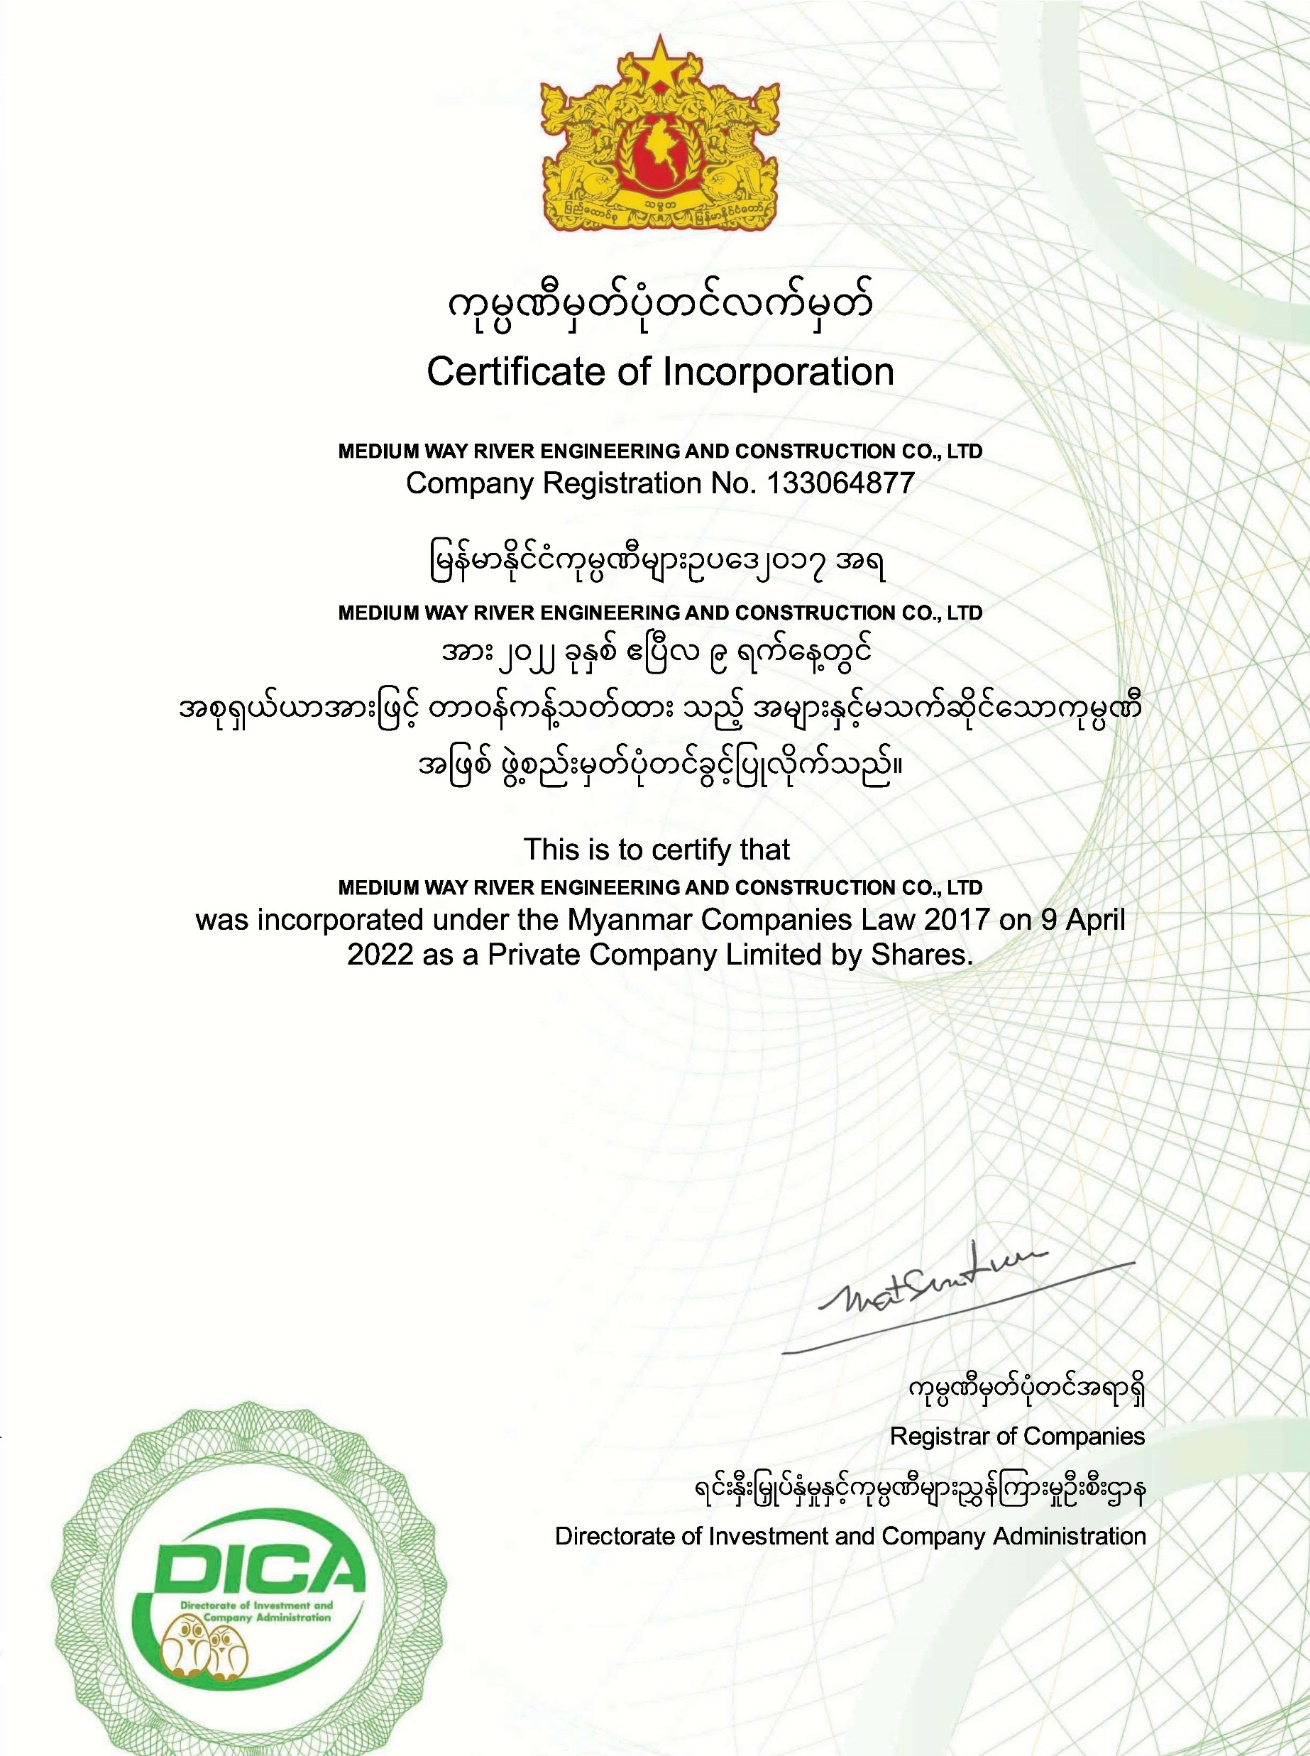 ပြည်ထောင်စု သမ္မတ မြန်မာနိုင်ငံတော်
ကုမ္ပဏီမှတ်ပုံတင်လက်မှတ်
Certificate of Incorporation
MEDIUM WAY RIVER ENGINEERING AND CONSTRUCTION CO., LTD
Company Registration No. 133064877
မြန်မာနိုင်ငံကုမ္ပဏီများဥပဒေ၂၀၁၇ အရ
MEDIUM WAY RIVER ENGINEERING AND CONSTRUCTION CO., LTD
အား ၂၀၂၂ ခုနှစ် ဧပြီလ ၉ ရက်နေ့တွင်
အစုရှယ်ယာအားဖြင့် တာဝန်ကန့်သတ်ထား သည့် အများနှင့်မသက်ဆိုင်သောကုမ္ပဏီ
အဖြစ် ဖွဲ့စည်းမှတ်ပုံတင်ခွင့်ပြုလိုက်သည်။
This is to certify that
MEDIUM WAY RIVER ENGINEERING AND CONSTRUCTION CO., LTD
was incorporated under the Myanmar Companies Law 2017 on 9 April
2022 as a Private Company Limited by Shares.
ကုမ္ပဏီမှတ်ပုံတင်အရာရှိ
Registrar of Companies
ရင်းနှီးမြှုပ်နှံမှုနှင့်ကုမ္ပဏီများညွှန်ကြားမှုဦးစီးဌာန
Directorate of Investment and Company Administration
DICA
Directorate of Investment and
Company Administration